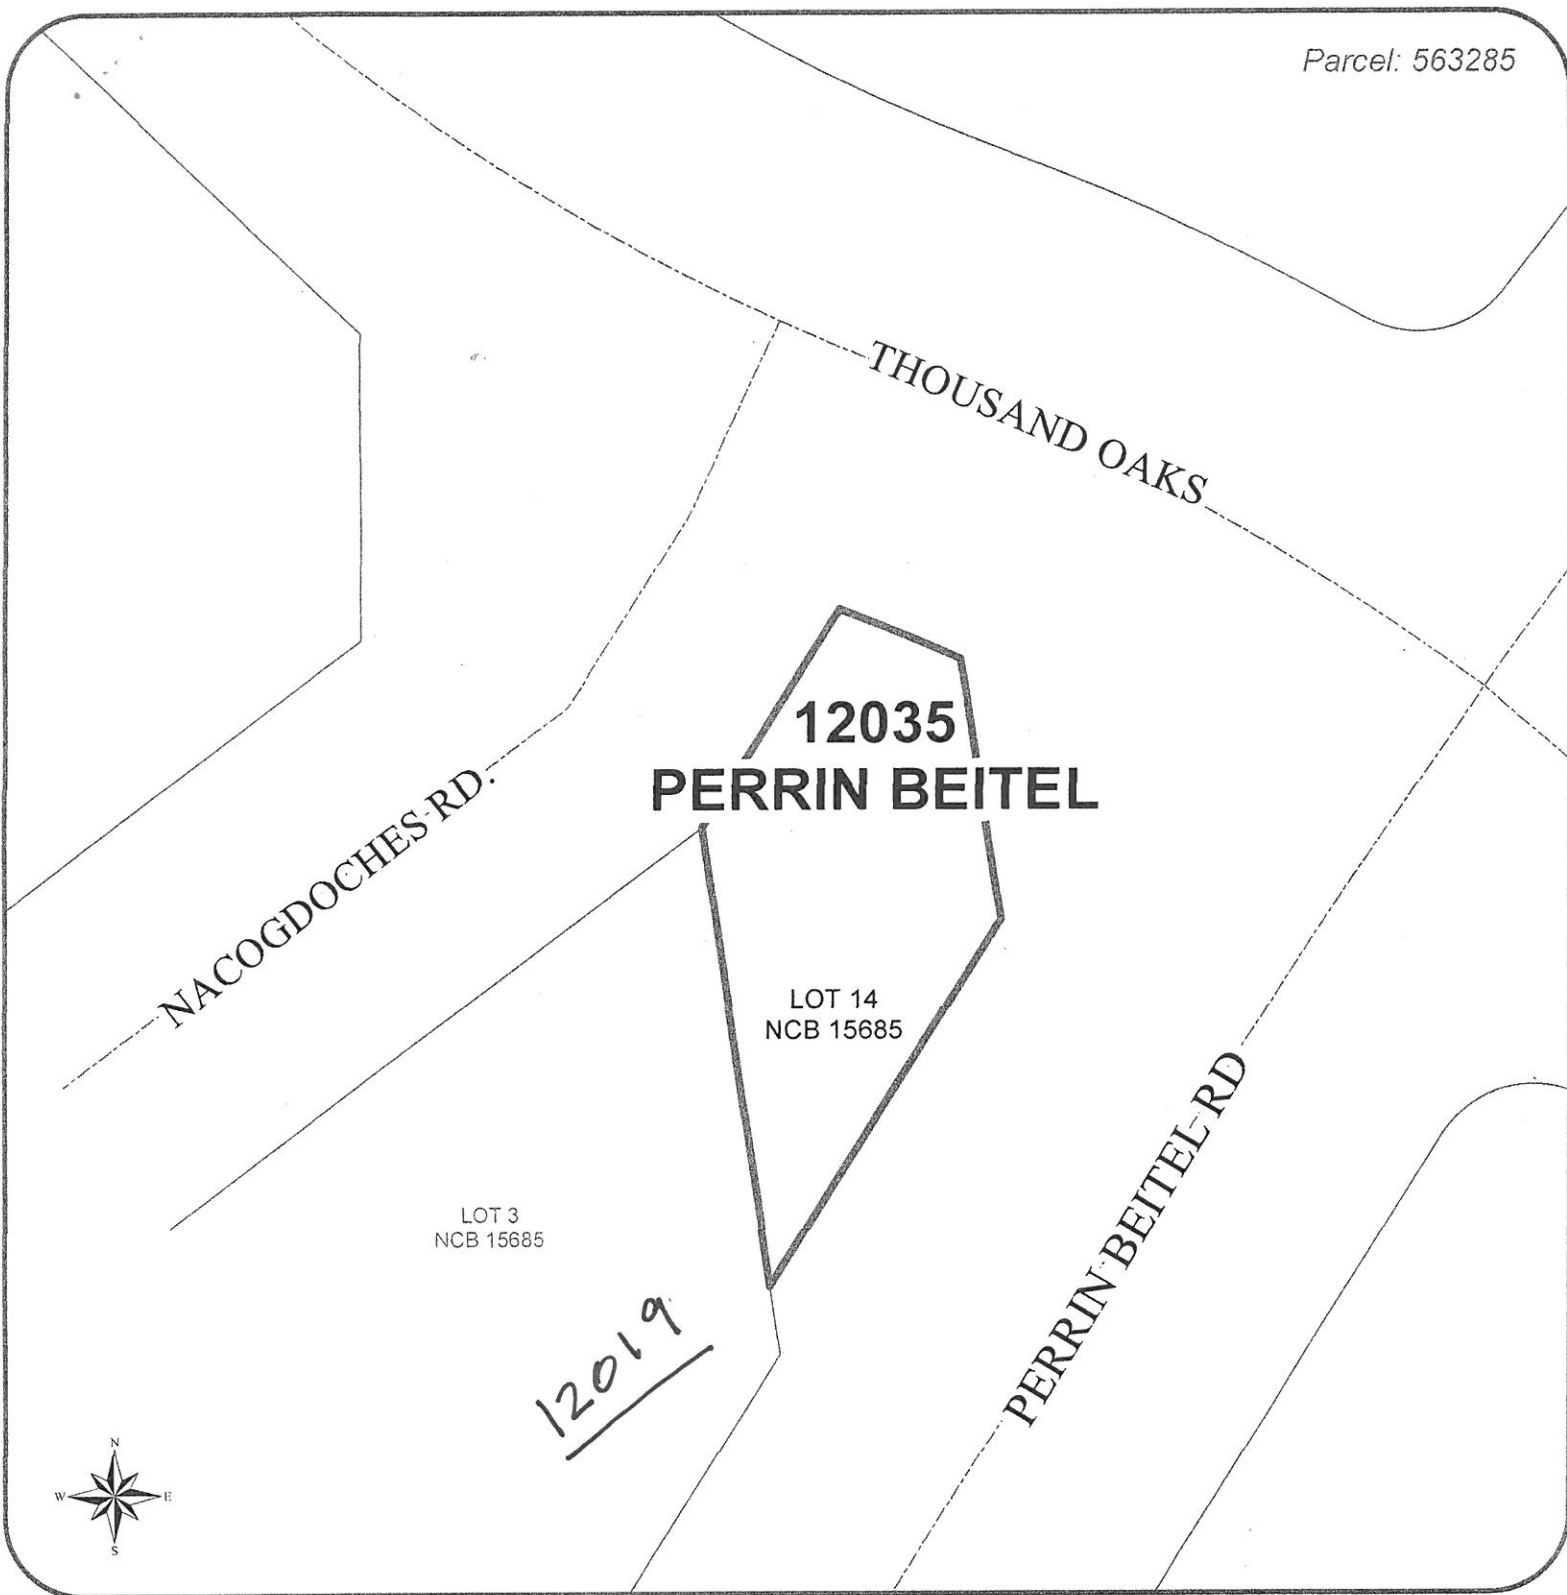 Parcel: 563285
THOUSAND OAKS
12035
PERRIN BEITEL
NACOGDOCHES RD.
LOT 14
NCB 15685
PERRIN BEITEL RD
LOT 3
NCB 15685
12019
N
W E
S